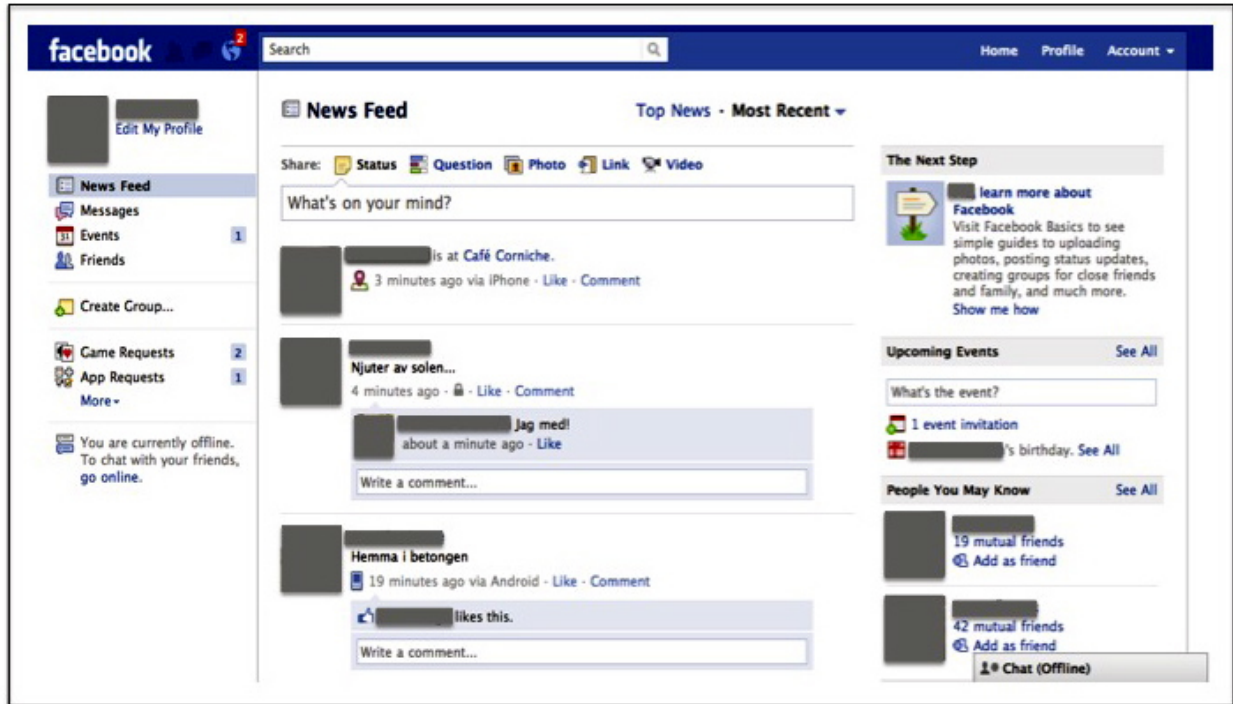 facebook
2
Search
Home Profile Account
Edit My Profile
News Feed
Messages
Events 1
Friends
Create Group...
Game Requests 2
App Requests 1
More
You are currently offline.
To chat with your friends,
go online.
News Feed
Top News · Most Recent
Share: Status Question Photo Link Video
What's on your mind?
is at Café Corniche.
3 minutes ago via iPhone · Like · Comment
Njuter av solen...
4 minutes ago · Like · Comment
Jag med!
about a minute ago · Like
Write a comment...
Hemma i betongen
19 minutes ago via Android · Like · Comment
likes this.
Write a comment...
The Next Step
learn more about
Facebook
Visit Facebook Basics to see
simple guides to uploading
photos, posting status updates,
creating groups for close friends
and family, and much more.
Show me how
Upcoming Events See All
What's the event?
31
1 event invitation
's birthday. See All
People You May Know See All
19 mutual friends
Add as friend
42 mutual friends
Add as friend
Chat (Offline)